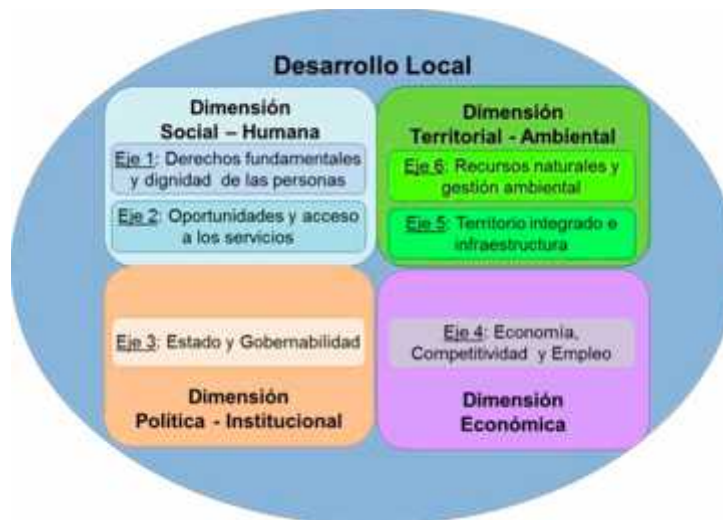 Desarrollo Local
Dimensión
Social – Humana
Eje 1: Derechos fundamentales
y dignidad de las personas
Eje 2: Oportunidades y acceso
a los servicios
Dimensión
Territorial - Ambiental
Eje 6: Recursos naturales y
gestión ambiental
Eje 5: Territorio integrado e
infraestructura
Eje 3: Estado y Gobernabilidad
Dimensión
Política - Institucional
Eje 4: Economía,
Competitividad y Empleo
Dimensión
Económica